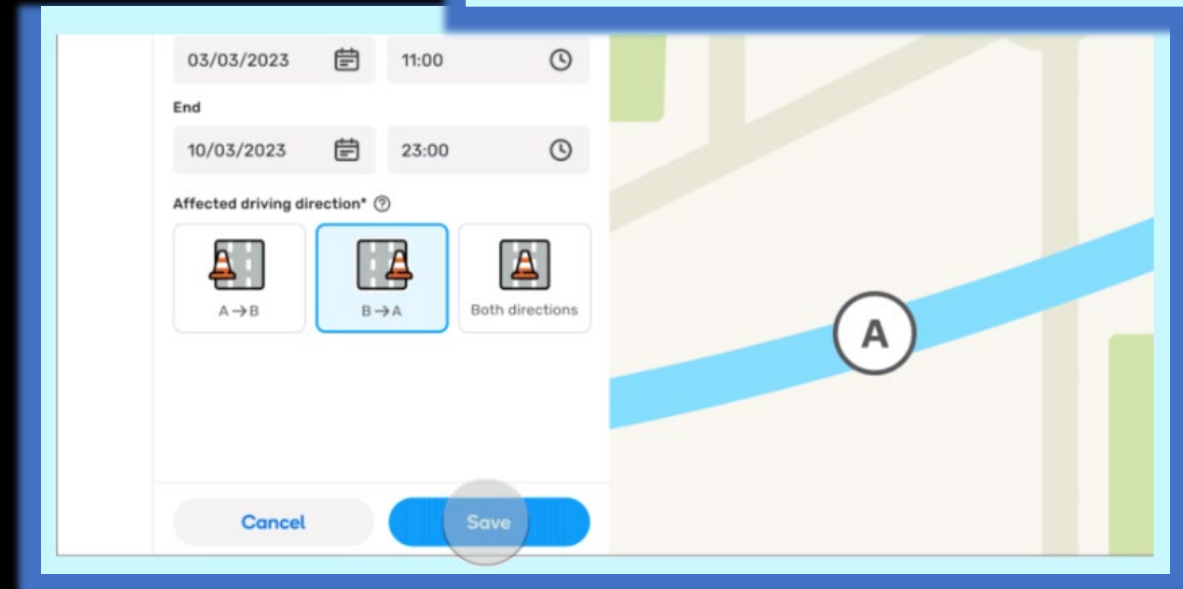 03/03/2023 11:00
End
10/03/2023 23:00
Affected driving direction* ?
A→B B→A Both directions
A
Cancel Save